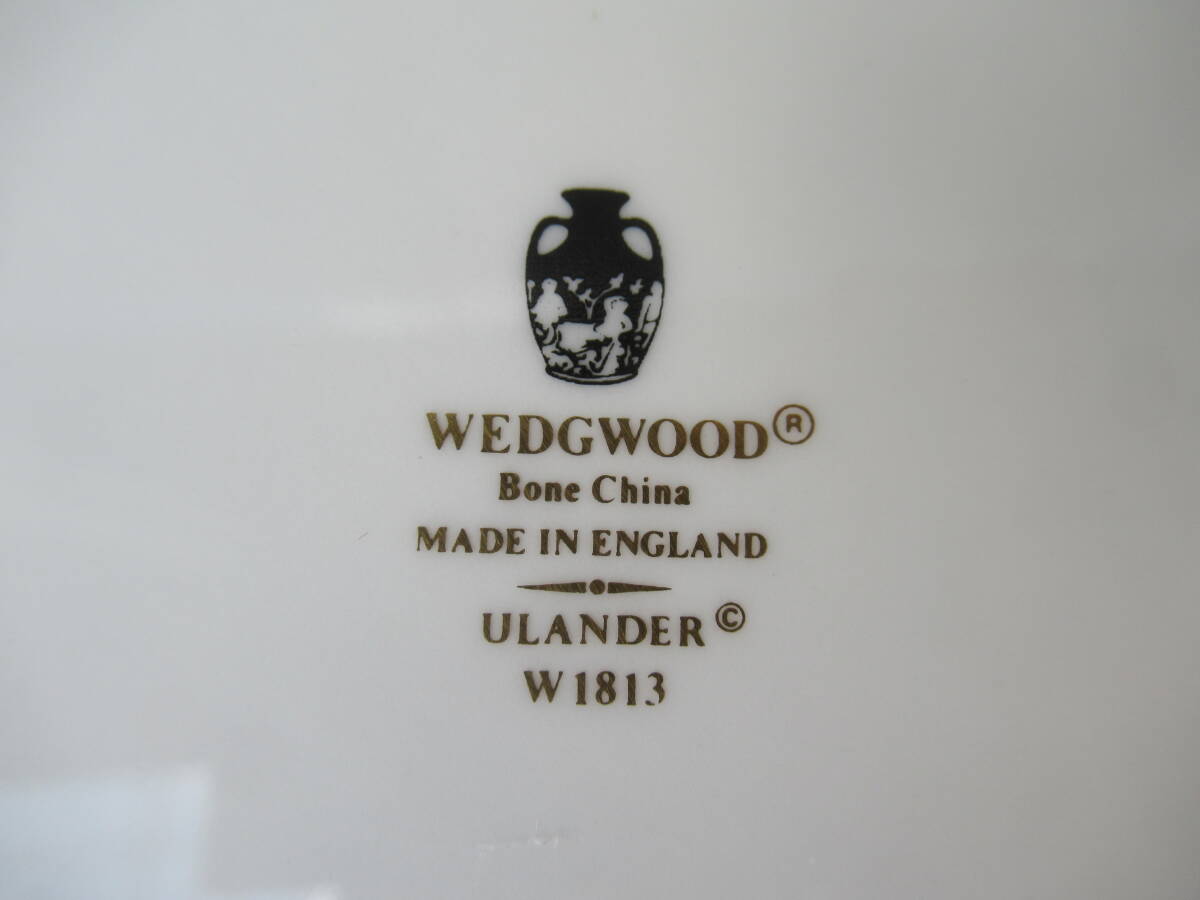 WEDGWOOD®
Bone China
MADE IN ENGLAND
ULANDER©
W1813